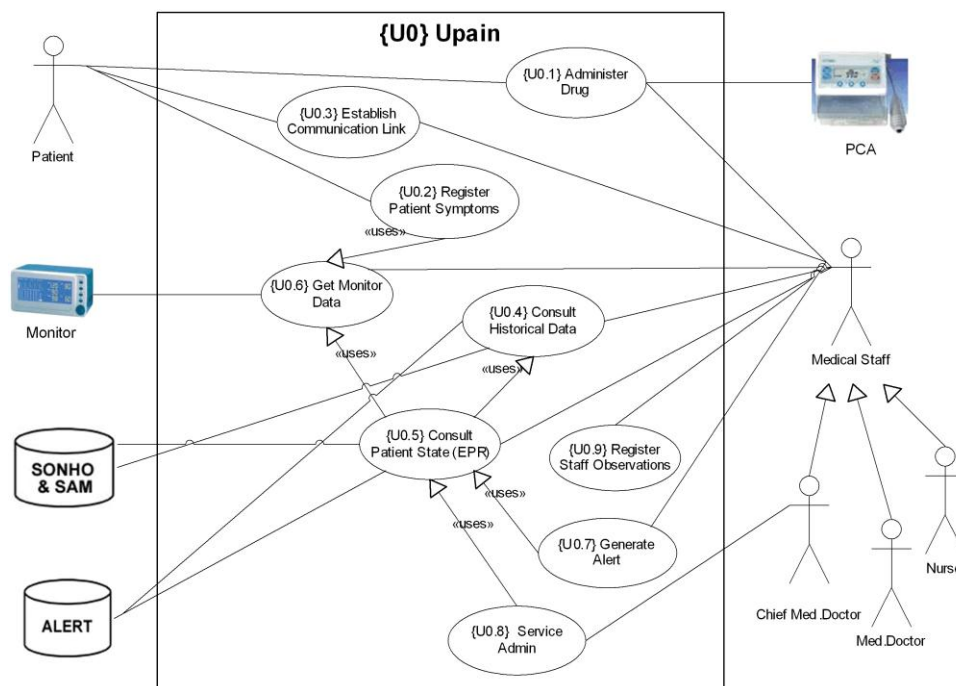 {U0} Upain
{U0.1} Administer
Drug
{U0.3} Establish
Communication Link
Patient
PCA
{U0.2} Register
Patient Symptoms
«uses»
{U0.6} Get Monitor
Data
{U0.4} Consult
Historical Data
Monitor
Medical Staff
«uses»
«uses»
{U0.5} Consult
Patient State (EPR)
{U0.9} Register
Staff Observations
SONHO
& SAM
«uses»
«uses»
{U0.7} Generate
Alert
Nurse
Chief Med.Doctor
ALERT
{U0.8} Service
Admin
Med.Doctor